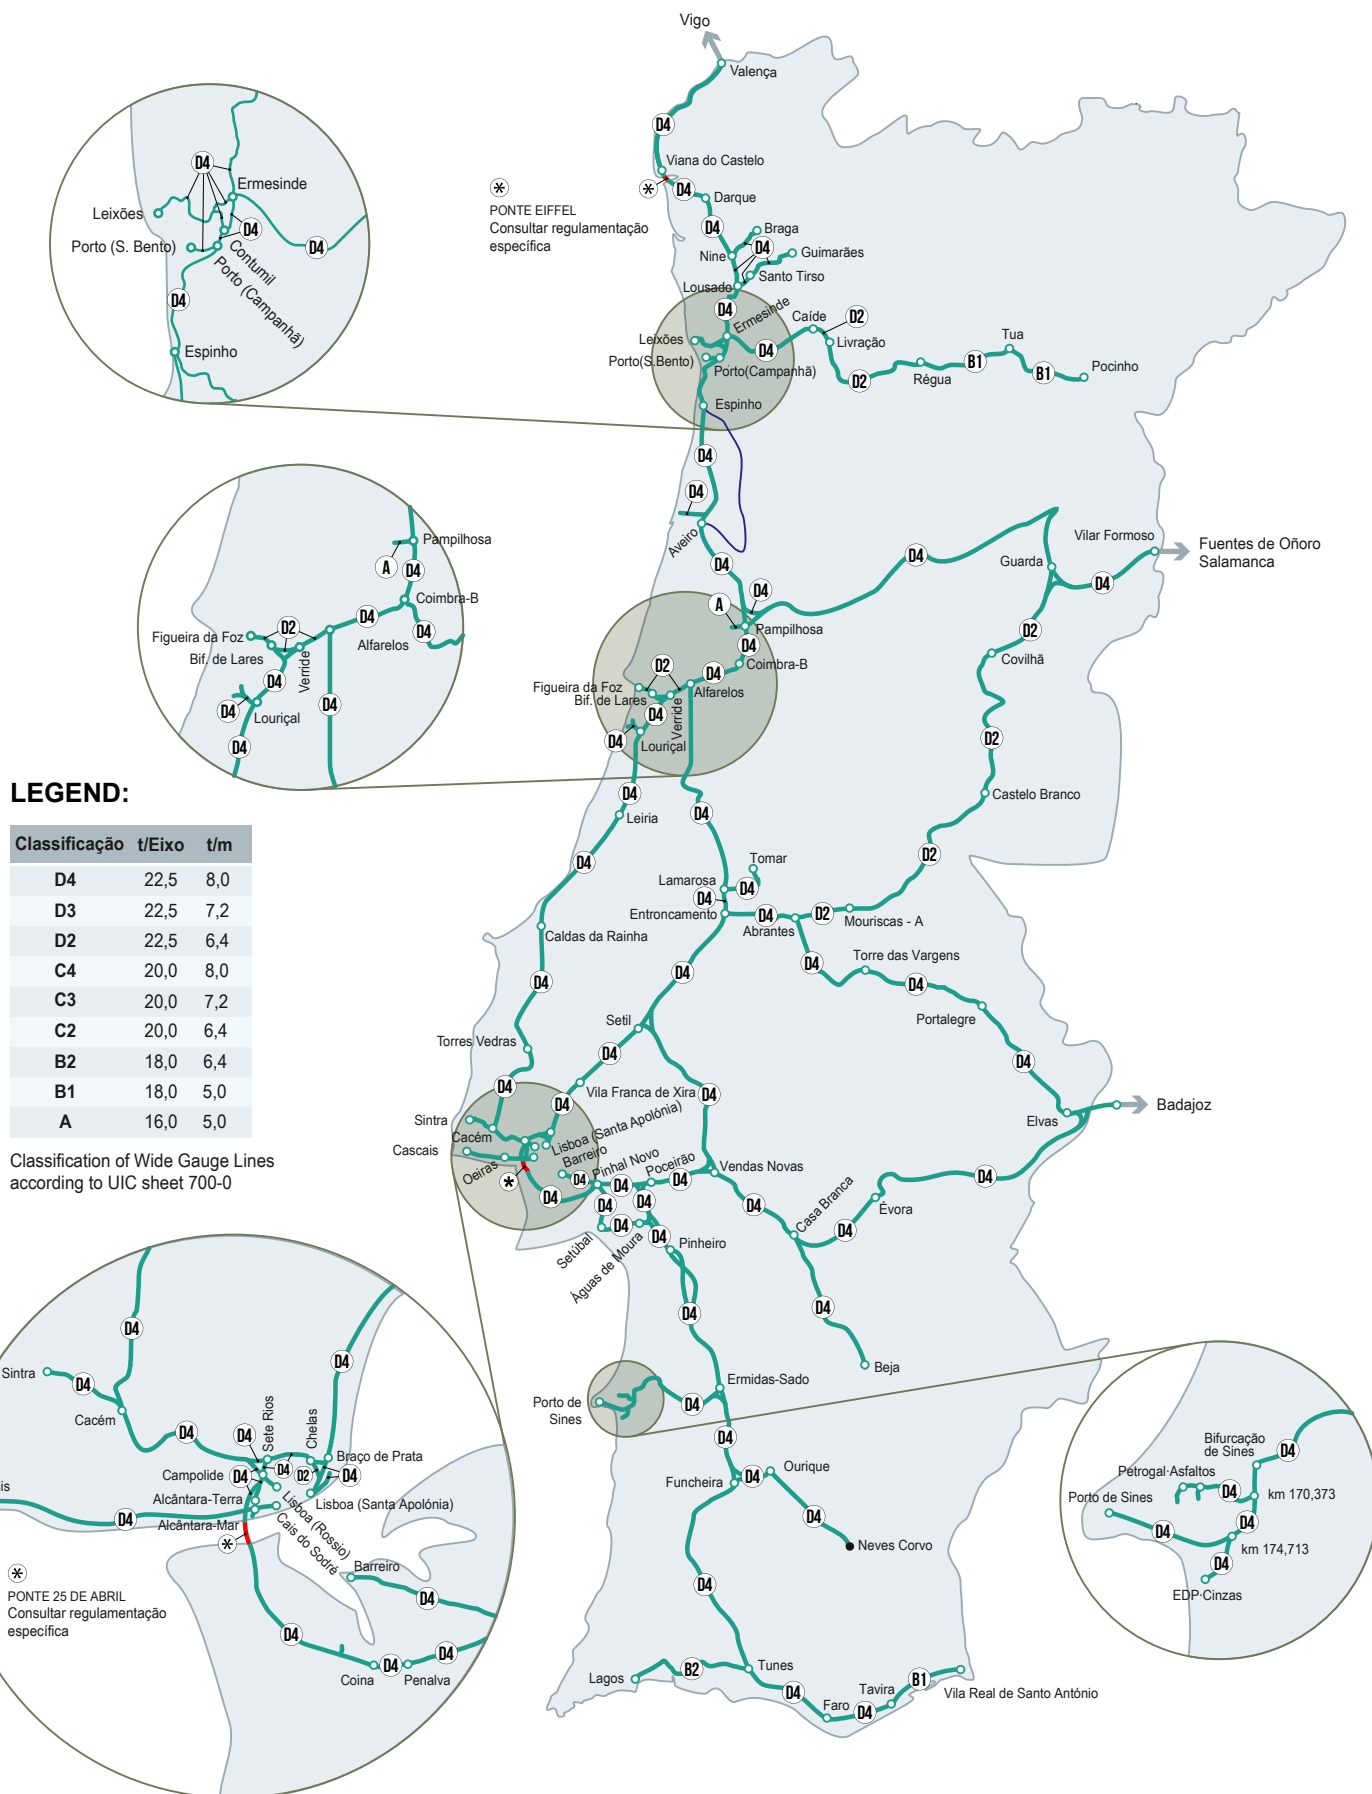 Vigo
Valença
D4
Viana do Castelo
D4
Darque
PONTE EIFFEL
Consultar regulamentação
específica
D4
Braga
D4
Nine
Guimarães
Santo Tirso
Lousado
D4
Ermesinde
Caíde
D2
Leixões
Livração
Tua
D4
Porto(S.Bento)
Porto(Campanhã)
D2
Régua
B1
B1
Pocinho
Espinho
D4
D4
Ermesinde
Leixões
D4
Porto (S. Bento)
D4
Contumil
Porto (Campanhã)
D4
Espinho
D4
D4
Aveiro
D4
D4
Vilar Formoso
Fuentes de Oñoro
Salamanca
Guarda
D4
D4
A
Pampilhosa
D4
Coimbra-B
D2
D4
Figueira da Foz
Bif. de Lares
Alfarelos
Verride
D4
D4
Louriçal
D2
Covilhã
D2
Castelo Branco
D2
Pampilhosa
A
D4
Coimbra-B
D4
D4
D2
Figueira da Foz
Alfarelos
Bif. de Lares
Verride
D4
D4
D4
Louriçal
D4
LEGEND:
Classificação t/Eixo t/m
D4 22,5 8,0
D3 22,5 7,2
D2 22,5 6,4
C4 20,0 8,0
C3 20,0 7,2
C2 20,0 6,4
B2 18,0 6,4
B1 18,0 5,0
A 16,0 5,0
Classification of Wide Gauge Lines
according to UIC sheet 700-0
D4
Leiria
D4
D4
Tomar
Lamarosa
D4
D4
Entroncamento
D4
Abrantes
D2
Mouriscas - A
Caldas da Rainha
D4
D4
D4
Torre das Vargens
D4
Portalegre
Setil
Torres Vedras
D4
D4
D4
D4
D4
Vila Franca de Xira
D4
Elvas
Badajoz
Sintra
Cacém
Cascais
Oeiras
Lisboa (Santa Apolónia)
Barreiro
D4
Pinhal Novo
D4
Poceirão
D4
Vendas Novas
D4
D4
D4
D4
D4
Setúbal
Águas de Moura
Pinheiro
D4
Casa Branca
D4
Évora
D4
D4
D4
Beja
Ermidas-Sado
Porto de
Sines
D4
D4
Funcheira
D4
Ourique
D4
Neves Corvo
D4
Lagos
B2
Tunes
D4
Faro
D4
Tavira
B1
Vila Real de Santo António
D4
D4
Sintra
D4
Cacém
D4
D4
Sete Rios
Chelas
Braço de Prata
D4
D2
D4
Campolide
D4
Alcântara-Terra
Lisboa (Santa Apolónia)
is
D4
Alcântara-Mar
Lisboa (Rossio)
Cais do Sodré
Barreiro
D4
PONTE 25 DE ABRIL
Consultar regulamentação
específica
D4
D4
D4
Coina
Penalva
Bifurcação
de Sines
D4
Petrogal-Asfaltos
D4
Porto de Sines
km 170,373
D4
D4
km 174,713
D4
EDP-Cinzas